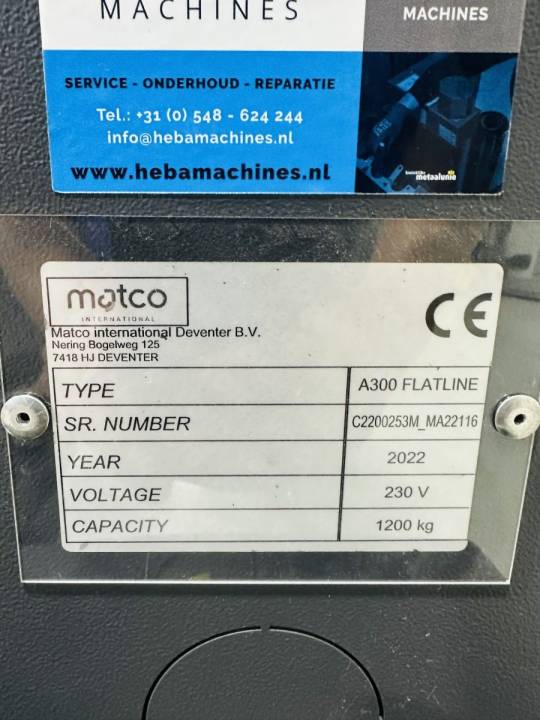 MACHINES
MACHINES
SERVICE - ONDERHOUD - REPARATIE
Tel.: +31 (0) 548 - 624 244
info@hebamachines.nl
www.hebamachines.nl
metaalunie
matco
INTERNATIONAL
CE
Matco international Deventer B.V.
Nering Bogelweg 125
7418 HJ DEVENTER
TYPE A300 FLATLINE
SR. NUMBER C2200253M_MA22116
YEAR 2022
VOLTAGE 230 V
CAPACITY 1200 kg